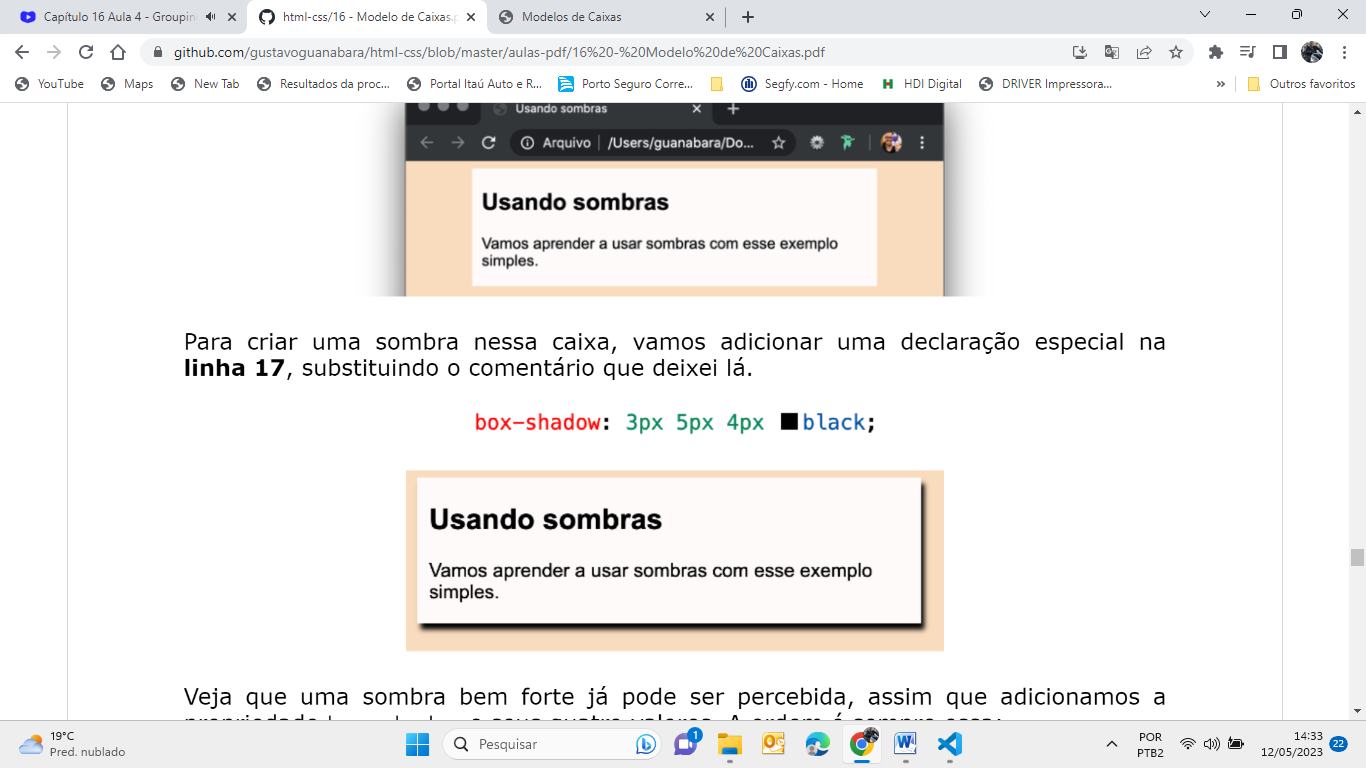 Capítulo 16 Aula 4 - Groupin
html-css/16 - Modelo de Caixas.p
Modelos de Caixas
github.com/gustavoguanabara/html-css/blob/master/aulas-pdf/16%20-%20Modelo%20de%20Caixas.pdf
YouTube
Maps
New Tab
Resultados da proc...
Portal Itaú Auto e R...
Porto Seguro Corre...
Segfy.com - Home
HDI Digital
DRIVER Impressora...
»
Outros favoritos
Usando sombras
Arquivo | /Users/guanabara/Do...
Usando sombras
Vamos aprender a usar sombras com esse exemplo
simples.
Para criar uma sombra nessa caixa, vamos adicionar uma declaração especial na
linha 17, substituindo o comentário que deixei lá.
box-shadow: 3px 5px 4px black;
Usando sombras
Vamos aprender a usar sombras com esse exemplo
simples.
Veja que uma sombra bem forte já pode ser percebida, assim que adicionamos a
19°C
Pred. nublado
Pesquisar
1
POR
PTB2
14:33
12/05/2023
22